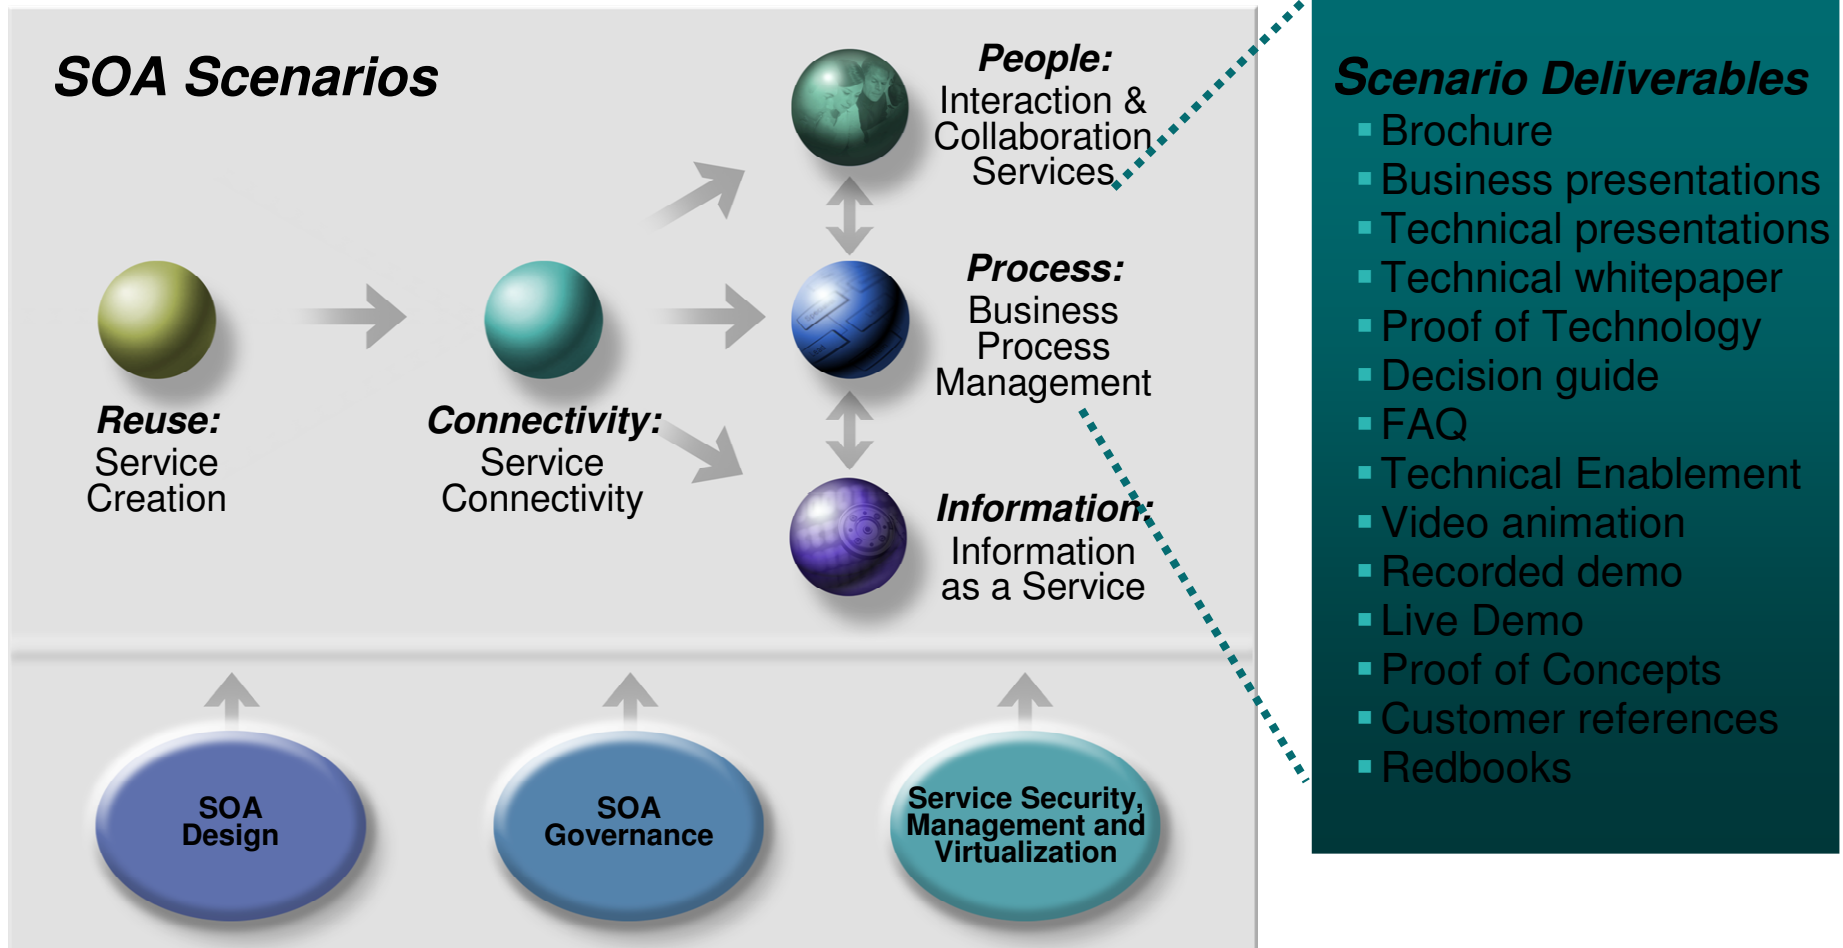 SOA Scenarios
People:
Interaction &
Collaboration
Services
Process:
Business
Process
Management
Reuse:
Service
Creation
Connectivity:
Service
Connectivity
Information:
Information
as a Service
SOA
Design
SOA
Governance
Service Security,
Management and
Virtualization
Scenario Deliverables
Brochure
Business presentations
Technical presentations
Technical whitepaper
Proof of Technology
Decision guide
FAQ
Technical Enablement
Video animation
Recorded demo
Live Demo
Proof of Concepts
Customer references
Redbooks